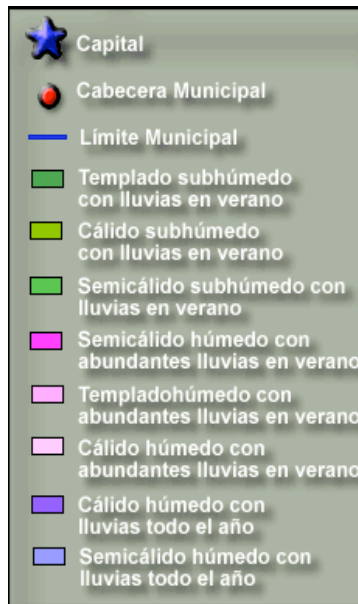 Capital
Cabecera Municipal
Límite Municipal
Templado subhúmedo
con lluvias en verano
Cálido subhúmedo
con lluvias en verano
Semicálido subhúmedo con
lluvias en verano
Semicálido húmedo con
abundantes lluvias en verano
Templadohúmedo con
abundantes lluvias en verano
Cálido húmedo con
abundantes lluvias en verano
Cálido húmedo con
lluvias todo el año
Semicálido húmedo con
lluvias todo el año